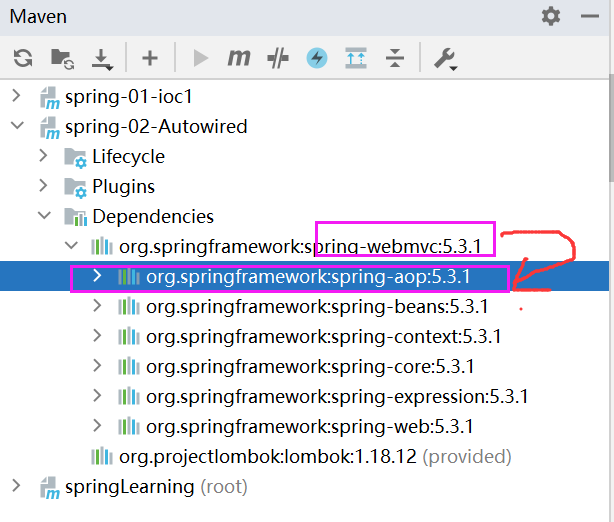 Maven
m
spring-01-ioc1
spring-02-Autowired
Lifecycle
Plugins
Dependencies
org.springframework:spring-webmvc:5.3.1
org.springframework:spring-aop:5.3.1
org.springframework:spring-beans:5.3.1
org.springframework:spring-context:5.3.1
org.springframework:spring-core:5.3.1
org.springframework:spring-expression:5.3.1
org.springframework:spring-web:5.3.1
org.projectlombok:lombok:1.18.12 (provided)
springLearning (root)